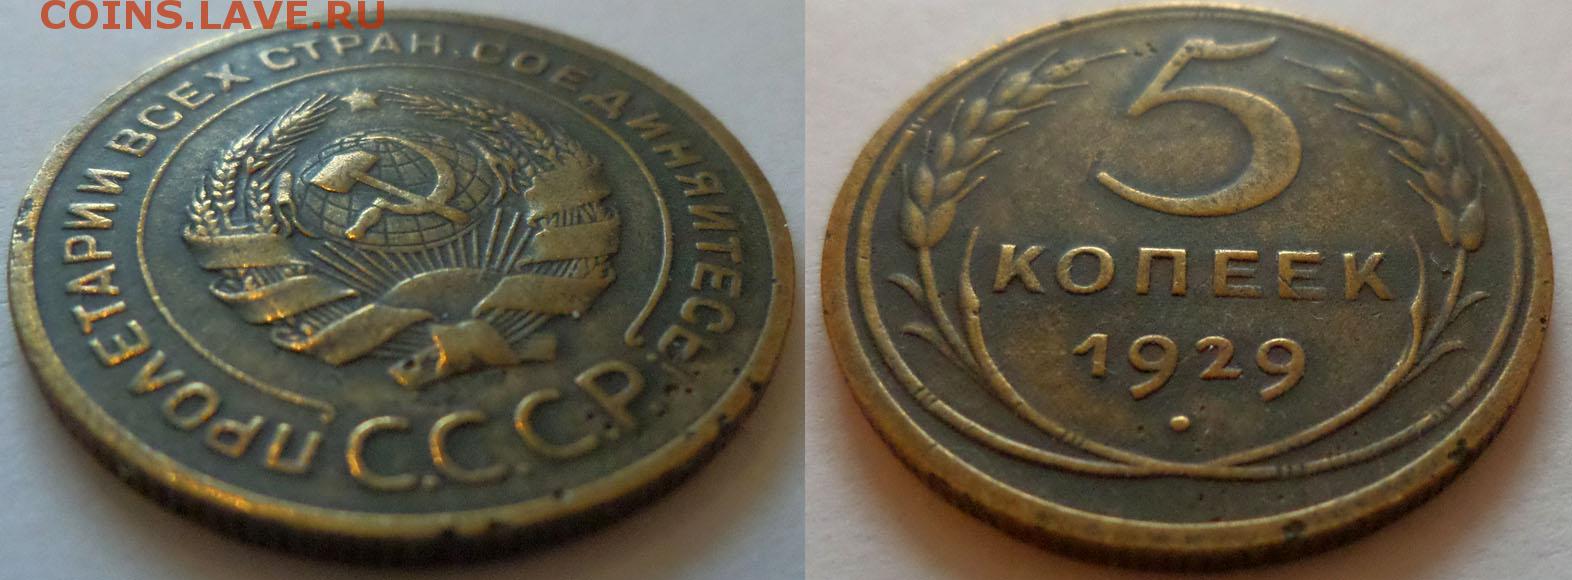 COINS.LAVE.RU
ПРОЛЕТАРИИ ВСЕХ СТРАН, СОЕДИНЯЙТЕСЬ!
С.С.С.Р.
5
КОПЕЕК
1929